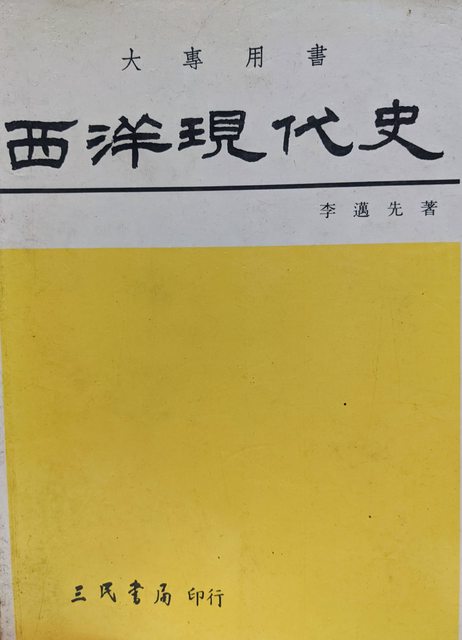 大專用書
西洋現代史
李邁先著
三民書局 印行